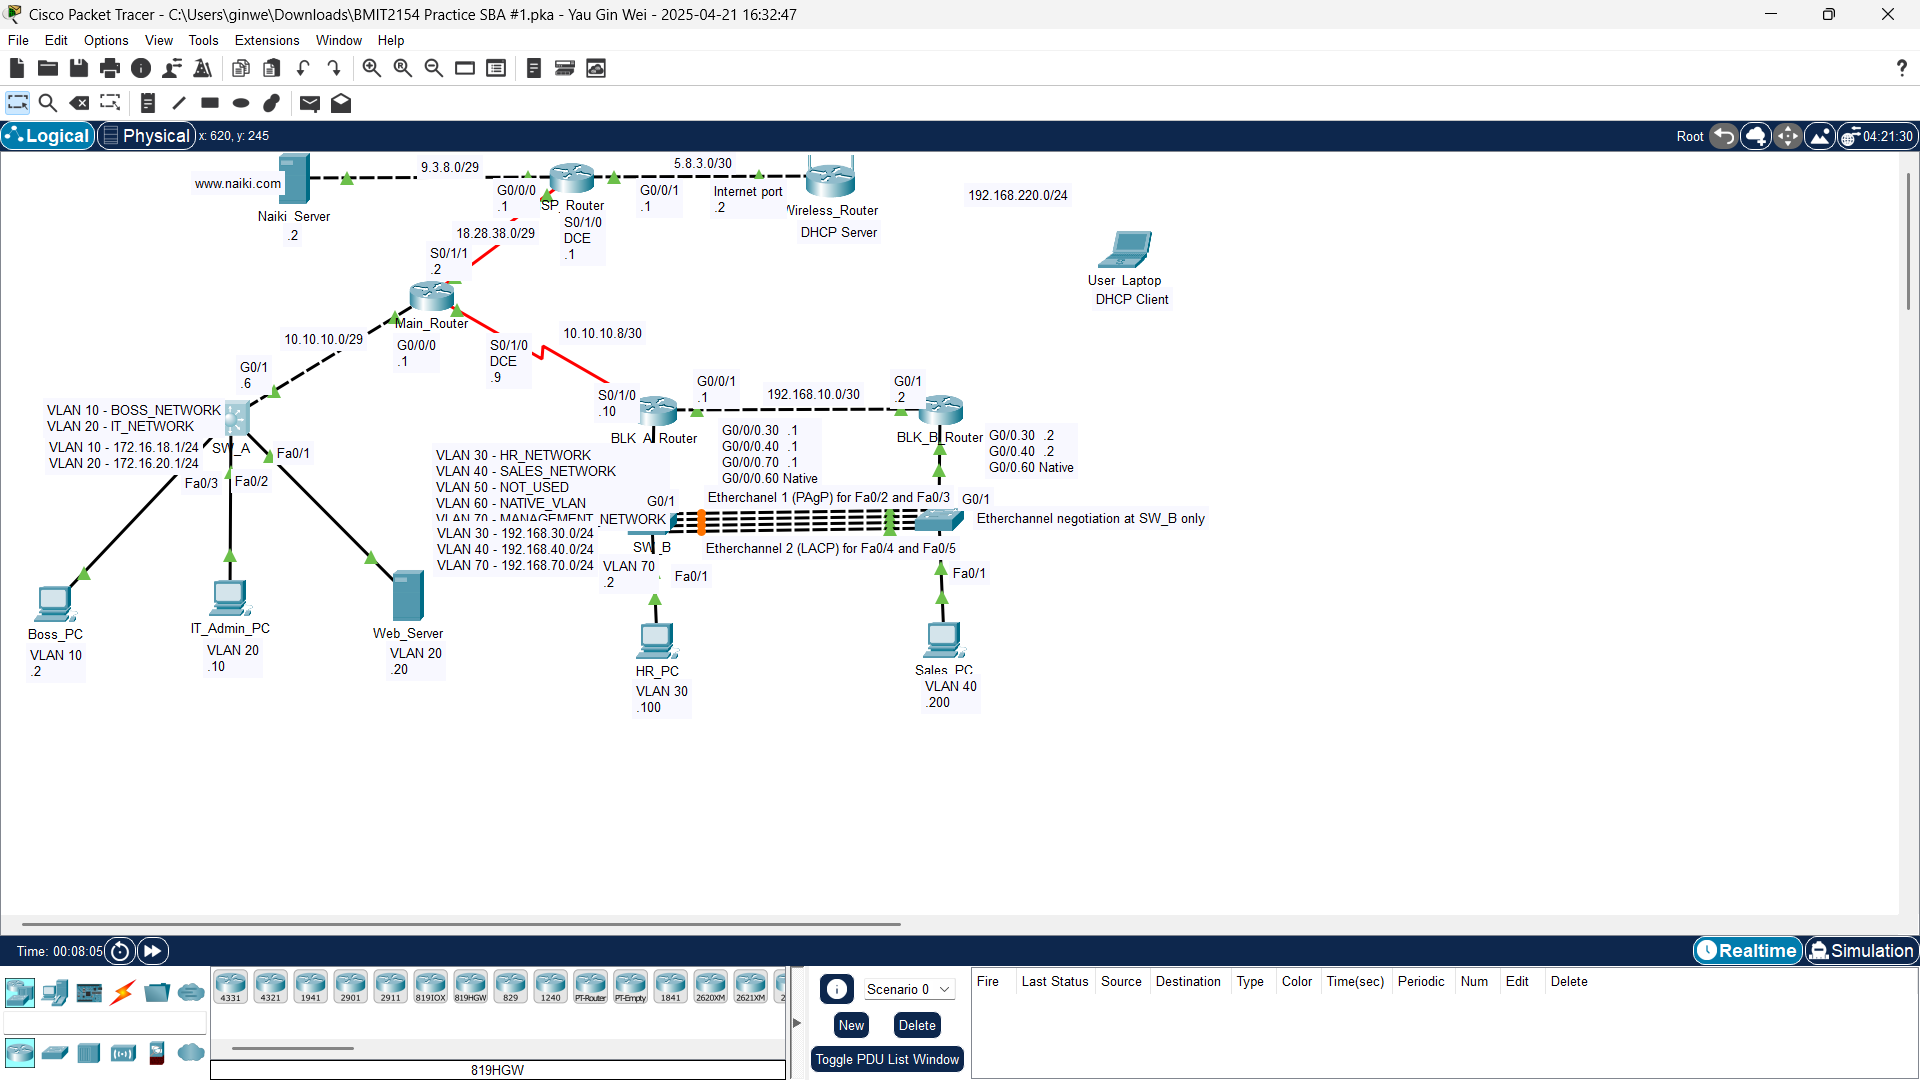 Cisco Packet Tracer - C:\Users\ginwe\Downloads\BMIT2154 Practice SBA #1.pka - Yau Gin Wei - 2025-04-21 16:32:47
File Edit Options View Tools Extensions Window Help
?
Logical Physical x: 620, y: 245
Root 04:21:30
www.naiki.com
Naiki_Server
.2
9.3.8.0/29
G0/0/0
.1
SP_Router
S0/1/0
DCE
.1
G0/0/1
.1
5.8.3.0/30
Internet port
.2
Wireless_Router
DHCP Server
192.168.220.0/24
User_Laptop
DHCP Client
18.28.38.0/29
S0/1/1
.2
Main_Router
G0/0/0
.1
S0/1/0
DCE
.9
10.10.10.0/29
10.10.10.8/30
G0/1
.6
VLAN 10 - BOSS_NETWORK
VLAN 20 - IT_NETWORK
VLAN 10 - 172.16.18.1/24
VLAN 20 - 172.16.20.1/24
SW_A
Fa0/1
Fa0/3
Fa0/2
S0/1/0
.10
BLK_A_Router
G0/0/1
.1
192.168.10.0/30
G0/1
.2
BLK_B_Router
G0/0/0.30 .1
G0/0/0.40 .1
G0/0/0.70 .1
G0/0/0.60 Native
G0/0.30 .2
G0/0.40 .2
G0/0.60 Native
VLAN 30 - HR_NETWORK
VLAN 40 - SALES_NETWORK
VLAN 50 - NOT_USED
VLAN 60 - NATIVE_VLAN
VLAN 70 - MANAGEMENT_NETWORK
VLAN 30 - 192.168.30.0/24
VLAN 40 - 192.168.40.0/24
VLAN 70 - 192.168.70.0/24
G0/1
Etherchanel 1 (PAgP) for Fa0/2 and Fa0/3
G0/1
Etherchannel negotiation at SW_B only
SW_B
Etherchannel 2 (LACP) for Fa0/4 and Fa0/5
VLAN 70
.2
Fa0/1
Fa0/1
Boss_PC
VLAN 10
.2
IT_Admin_PC
VLAN 20
.10
Web_Server
VLAN 20
.20
HR_PC
VLAN 30
.100
Sales_PC
VLAN 40
.200
Time: 00:08:05
Realtime Simulation
4331 4321 1941 2901 2911 819IOX 819HGW 829 1240 PT-Router PT-Empty 1841 2620XM 2621XM
819HGW
Scenario 0
New Delete
Toggle PDU List Window
Fire Last Status Source Destination Type Color Time(sec) Periodic Num Edit Delete